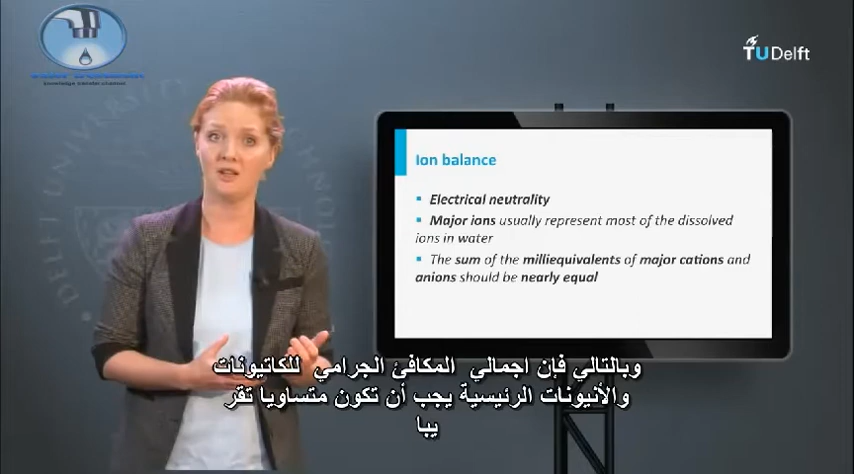 TUDelft
Ion balance
▪ Electrical neutrality
▪ Major ions usually represent most of the dissolved
ions in water
▪ The sum of the milliequivalents of major cations and
anions should be nearly equal
وبالتالي فإن اجمالي المكافئ الجرامي للكاتيونات
والأنيونات الرئيسية يجب أن تكون متساويا تقر
يبا